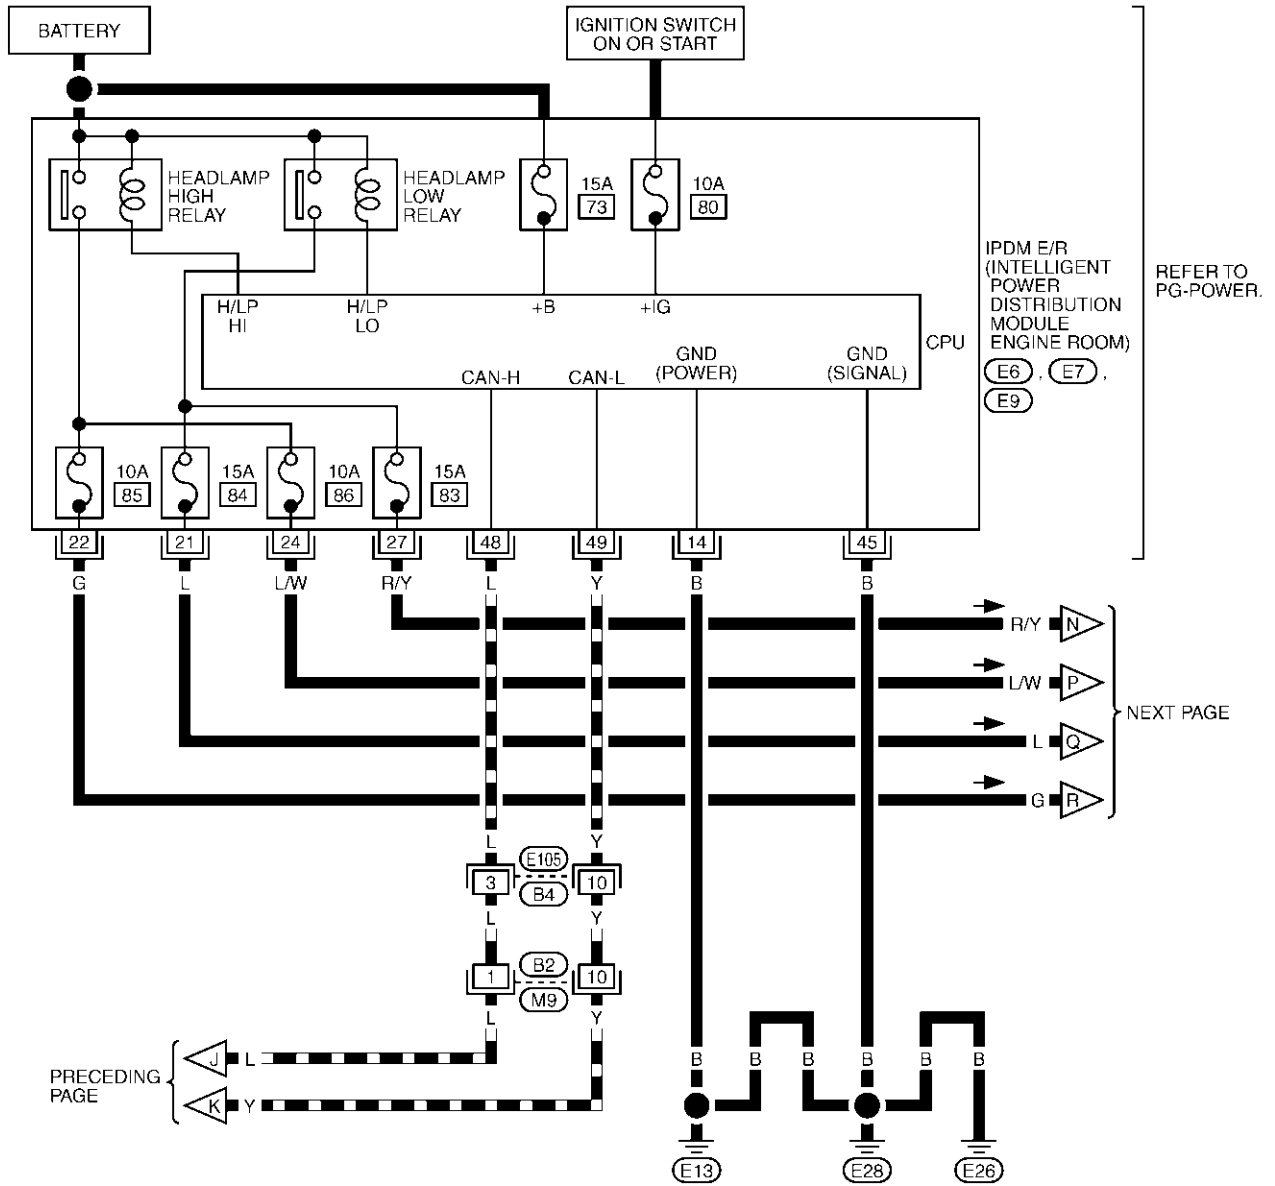 BATTERY
IGNITION SWITCH
ON OR START
HEADLAMP
HIGH
RELAY
HEADLAMP
LOW
RELAY
15A
73
10A
80
IPDM E/R
(INTELLIGENT
POWER
DISTRIBUTION
MODULE
ENGINE ROOM)
E6 , E7 ,
E9
REFER TO
PG-POWER.
H/LP
HI
H/LP
LO
+B
+IG
CPU
CAN-H
CAN-L
GND
(POWER)
GND
(SIGNAL)
10A
85
15A
84
10A
86
15A
83
22
21
24
27
48
49
14
45
G
L
L/W
R/Y
L
Y
B
B
R/Y
N
L/W
P
L
Q
G
R
NEXT PAGE
L
Y
3
E105
B4
10
L
Y
1
B2
M9
10
L
Y
PRECEDING
PAGE
J
L
K
Y
B
B
B
B
B
B
E13
E28
E26